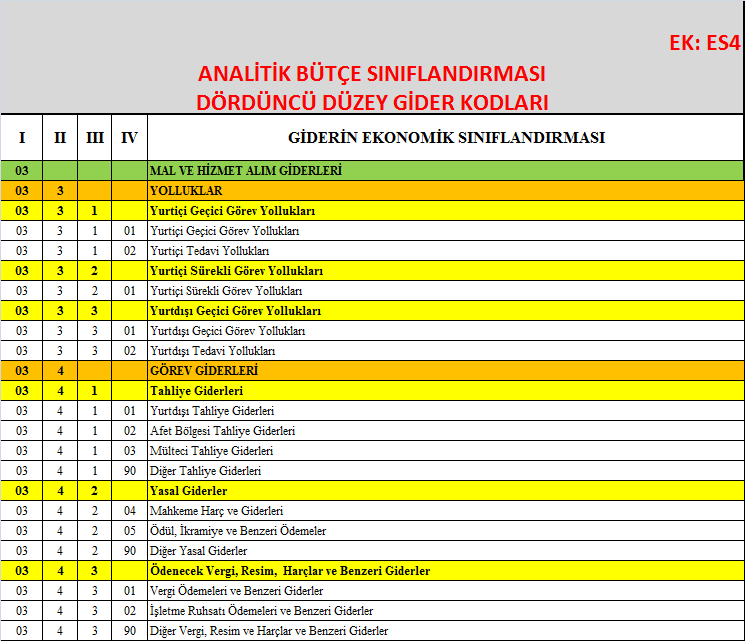 EK: ES4
ANALİTİK BÜTÇE SINIFLANDIRMASI
DÖRDÜNCÜ DÜZEY GİDER KODLARI
I II III IV GİDERİN EKONOMİK SINIFLANDIRMASI
03 MAL VE HİZMET ALIM GİDERLERİ
03 3 YOLLUKLAR
03 3 1 Yurtiçi Geçici Görev Yollukları
03 3 1 01 Yurtiçi Geçici Görev Yollukları
03 3 1 02 Yurtiçi Tedavi Yollukları
03 3 2 Yurtiçi Sürekli Görev Yollukları
03 3 2 01 Yurtiçi Sürekli Görev Yollukları
03 3 3 Yurtdışı Geçici Görev Yollukları
03 3 3 01 Yurtdışı Geçici Görev Yollukları
03 3 3 02 Yurtdışı Tedavi Yollukları
03 4 GÖREV GİDERLERİ
03 4 1 Tahliye Giderleri
03 4 1 01 Yurtdışı Tahliye Giderleri
03 4 1 02 Afet Bölgesi Tahliye Giderleri
03 4 1 03 Mülteci Tahliye Giderleri
03 4 1 90 Diğer Tahliye Giderleri
03 4 2 Yasal Giderler
03 4 2 04 Mahkeme Harç ve Giderleri
03 4 2 05 Ödül, İkramiye ve Benzeri Ödemeler
03 4 2 90 Diğer Yasal Giderler
03 4 3 Ödenecek Vergi, Resim, Harçlar ve Benzeri Giderler
03 4 3 01 Vergi Ödemeleri ve Benzeri Giderler
03 4 3 02 İşletme Ruhsatı Ödemeleri ve Benzeri Giderler
03 4 3 90 Diğer Vergi, Resim ve Harçlar ve Benzeri Giderler